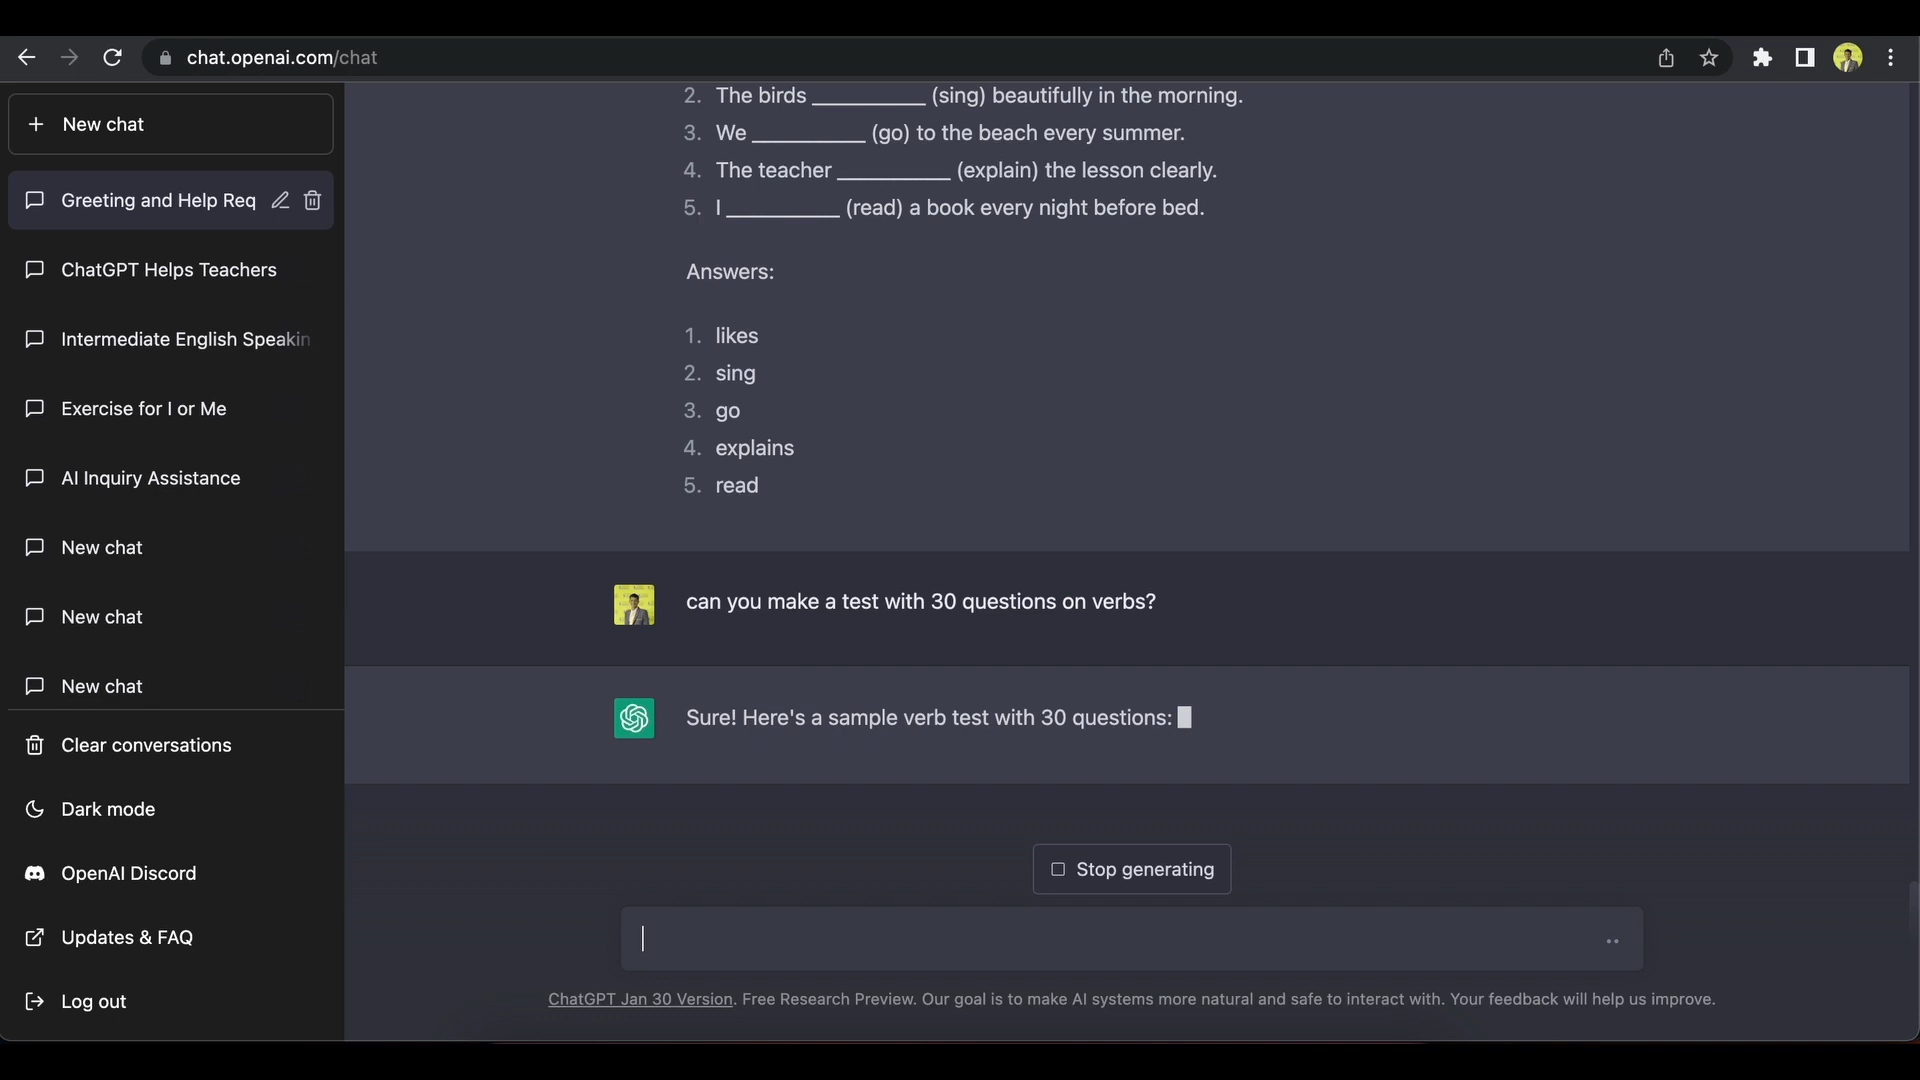 chat.openai.com/chat
New chat
Greeting and Help Req
ChatGPT Helps Teachers
Intermediate English Speakin
Exercise for I or Me
AI Inquiry Assistance
New chat
New chat
New chat
Clear conversations
Dark mode
OpenAI Discord
Updates & FAQ
Log out
2. The birds __________ (sing) beautifully in the morning.
3. We __________ (go) to the beach every summer.
4. The teacher __________ (explain) the lesson clearly.
5. I __________ (read) a book every night before bed.
Answers:
1. likes
2. sing
3. go
4. explains
5. read
can you make a test with 30 questions on verbs?
Sure! Here's a sample verb test with 30 questions:
Stop generating
ChatGPT Jan 30 Version. Free Research Preview. Our goal is to make AI systems more natural and safe to interact with. Your feedback will help us improve.